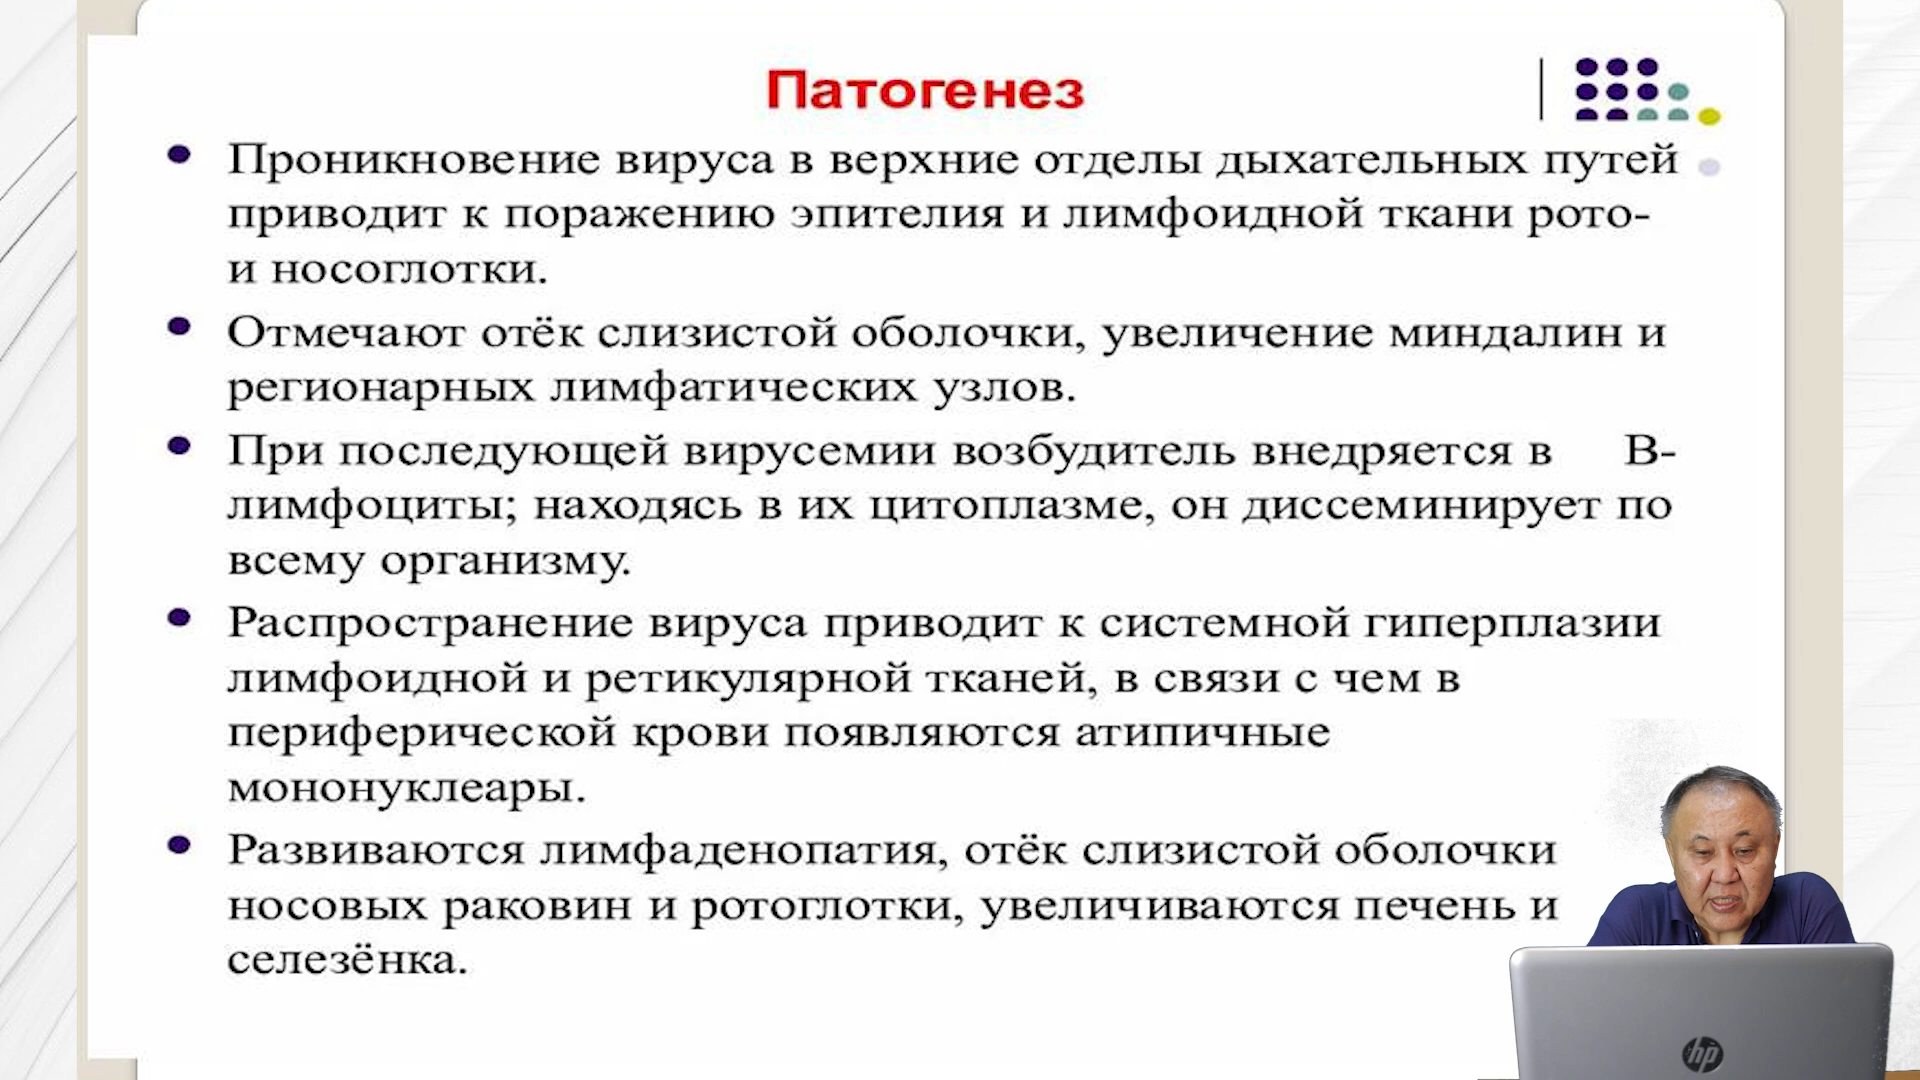 Патогенез
Проникновение вируса в верхние отделы дыхательных путей
приводит к поражению эпителия и лимфоидной ткани рото-
и носоглотки.
Отмечают отёк слизистой оболочки, увеличение миндалин и
регионарных лимфатических узлов.
При последующей вирусемии возбудитель внедряется в В-
лимфоциты; находясь в их цитоплазме, он диссеминирует по
всему организму.
Распространение вируса приводит к системной гиперплазии
лимфоидной и ретикулярной тканей, в связи с чем в
периферической крови появляются атипичные
мононуклеары.
Развиваются лимфаденопатия, отёк слизистой оболочки
носовых раковин и ротоглотки, увеличиваются печень и
селезёнка.
hp